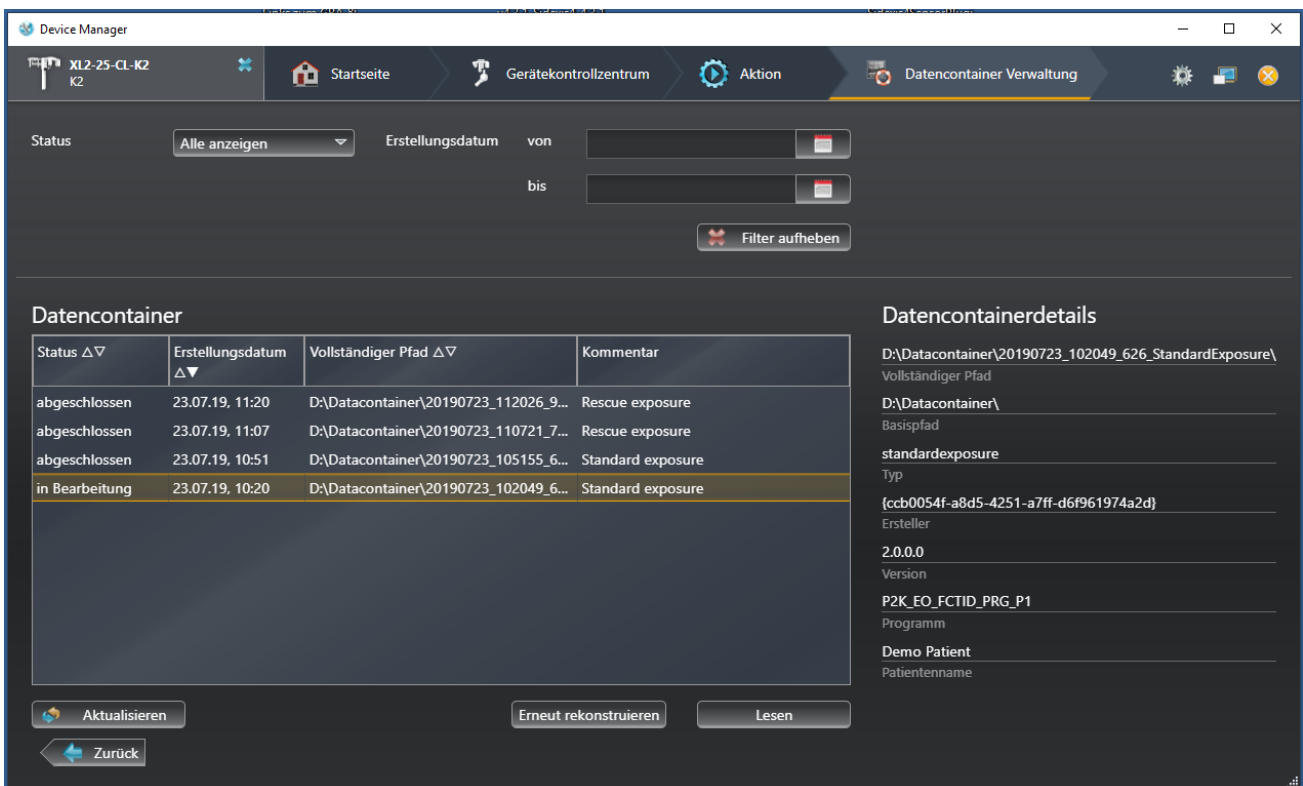 Device Manager
XL2-25-CL-K2
K2
Startseite
Gerätekontrollzentrum
Aktion
Datencontainer Verwaltung
Status
Alle anzeigen
Erstellungsdatum
von
bis
Filter aufheben
Datencontainer
Status △▽ Erstellungsdatum △▼ Vollständiger Pfad △▽ Kommentar
abgeschlossen 23.07.19, 11:20 D:\Datacontainer\20190723_112026_9... Rescue exposure
abgeschlossen 23.07.19, 11:07 D:\Datacontainer\20190723_110721_7... Rescue exposure
abgeschlossen 23.07.19, 10:51 D:\Datacontainer\20190723_105155_6... Standard exposure
in Bearbeitung 23.07.19, 10:20 D:\Datacontainer\20190723_102049_6... Standard exposure
Aktualisieren
Erneut rekonstruieren
Lesen
Zurück
Datencontainerdetails
D:\Datacontainer\20190723_102049_626_StandardExposure\
Vollständiger Pfad
D:\Datacontainer\
Basispfad
standardexposure
Typ
{ccb0054f-a8d5-4251-a7ff-d6f961974a2d}
Ersteller
2.0.0.0
Version
P2K_EO_FCTID_PRG_P1
Programm
Demo Patient
Patientenname